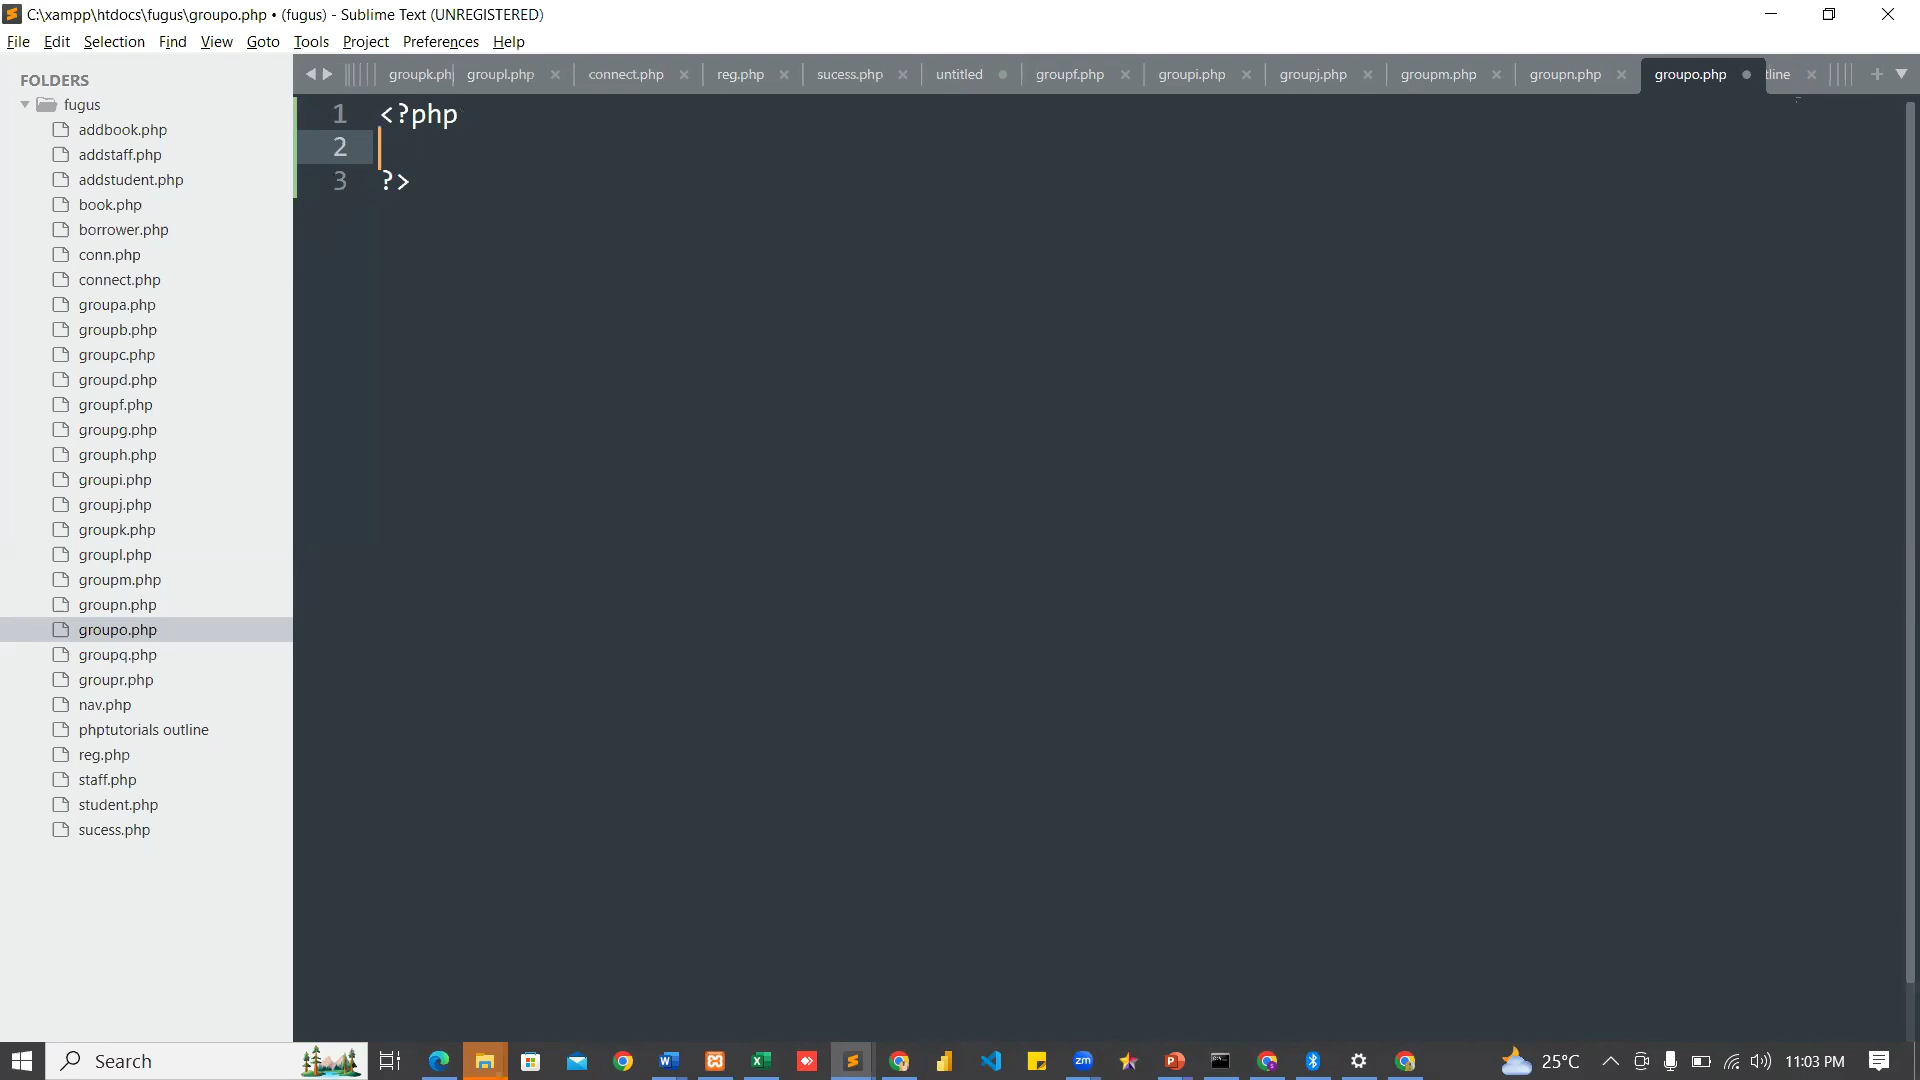 C:\xampp\htdocs\fugus\groupo.php • (fugus) - Sublime Text (UNREGISTERED)
File Edit Selection Find View Goto Tools Project Preferences Help
FOLDERS
fugus
addbook.php
addstaff.php
addstudent.php
book.php
borrower.php
conn.php
connect.php
groupa.php
groupb.php
groupc.php
groupd.php
groupf.php
groupg.php
grouph.php
groupi.php
groupj.php
groupk.php
groupl.php
groupm.php
groupn.php
groupo.php
groupq.php
groupr.php
nav.php
phptutorials outline
reg.php
staff.php
student.php
sucess.php
groupk.ph groupl.php connect.php reg.php sucess.php untitled groupf.php groupi.php groupj.php groupm.php groupn.php groupo.php tline
1 <?php
2
3 ?>
Search 25°C 11:03 PM